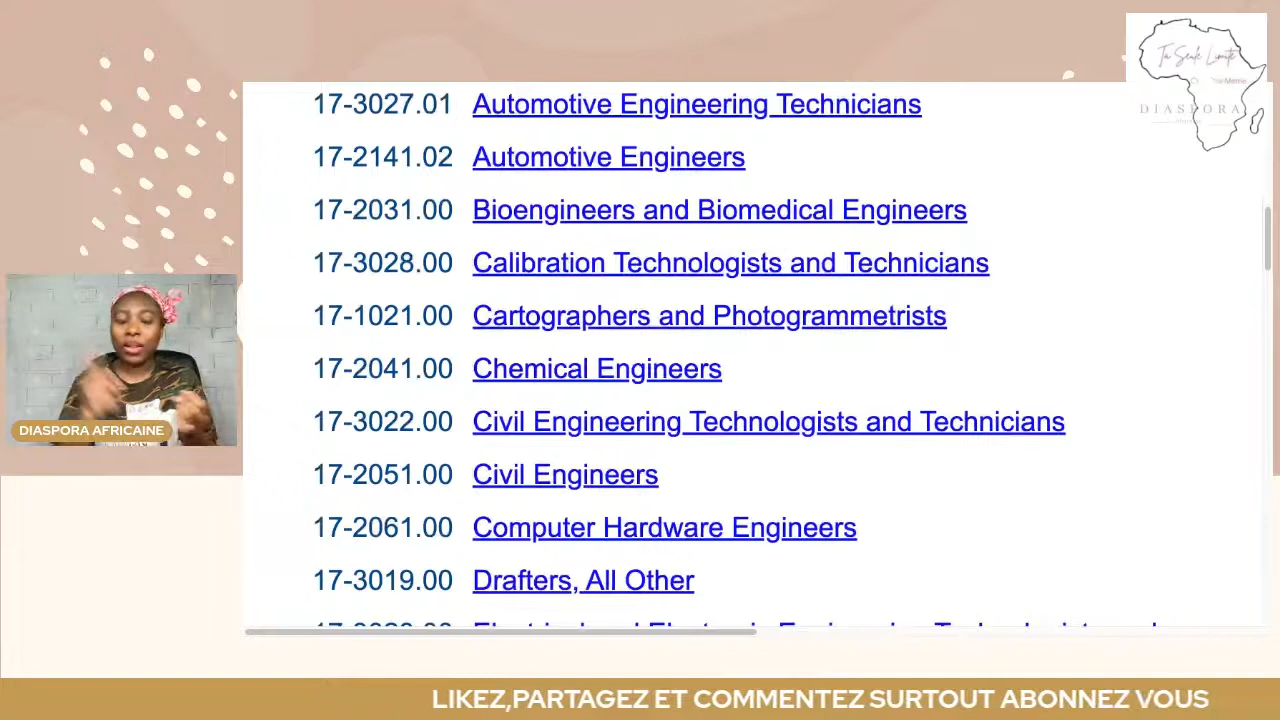 Ta Seule Limite
DIASPORA
17-3027.01 Automotive Engineering Technicians
17-2141.02 Automotive Engineers
17-2031.00 Bioengineers and Biomedical Engineers
17-3028.00 Calibration Technologists and Technicians
17-1021.00 Cartographers and Photogrammetrists
17-2041.00 Chemical Engineers
17-3022.00 Civil Engineering Technologists and Technicians
17-2051.00 Civil Engineers
17-2061.00 Computer Hardware Engineers
17-3019.00 Drafters, All Other
DIASPORA AFRICAINE
LIKEZ,PARTAGEZ ET COMMENTEZ SURTOUT ABONNEZ VOUS